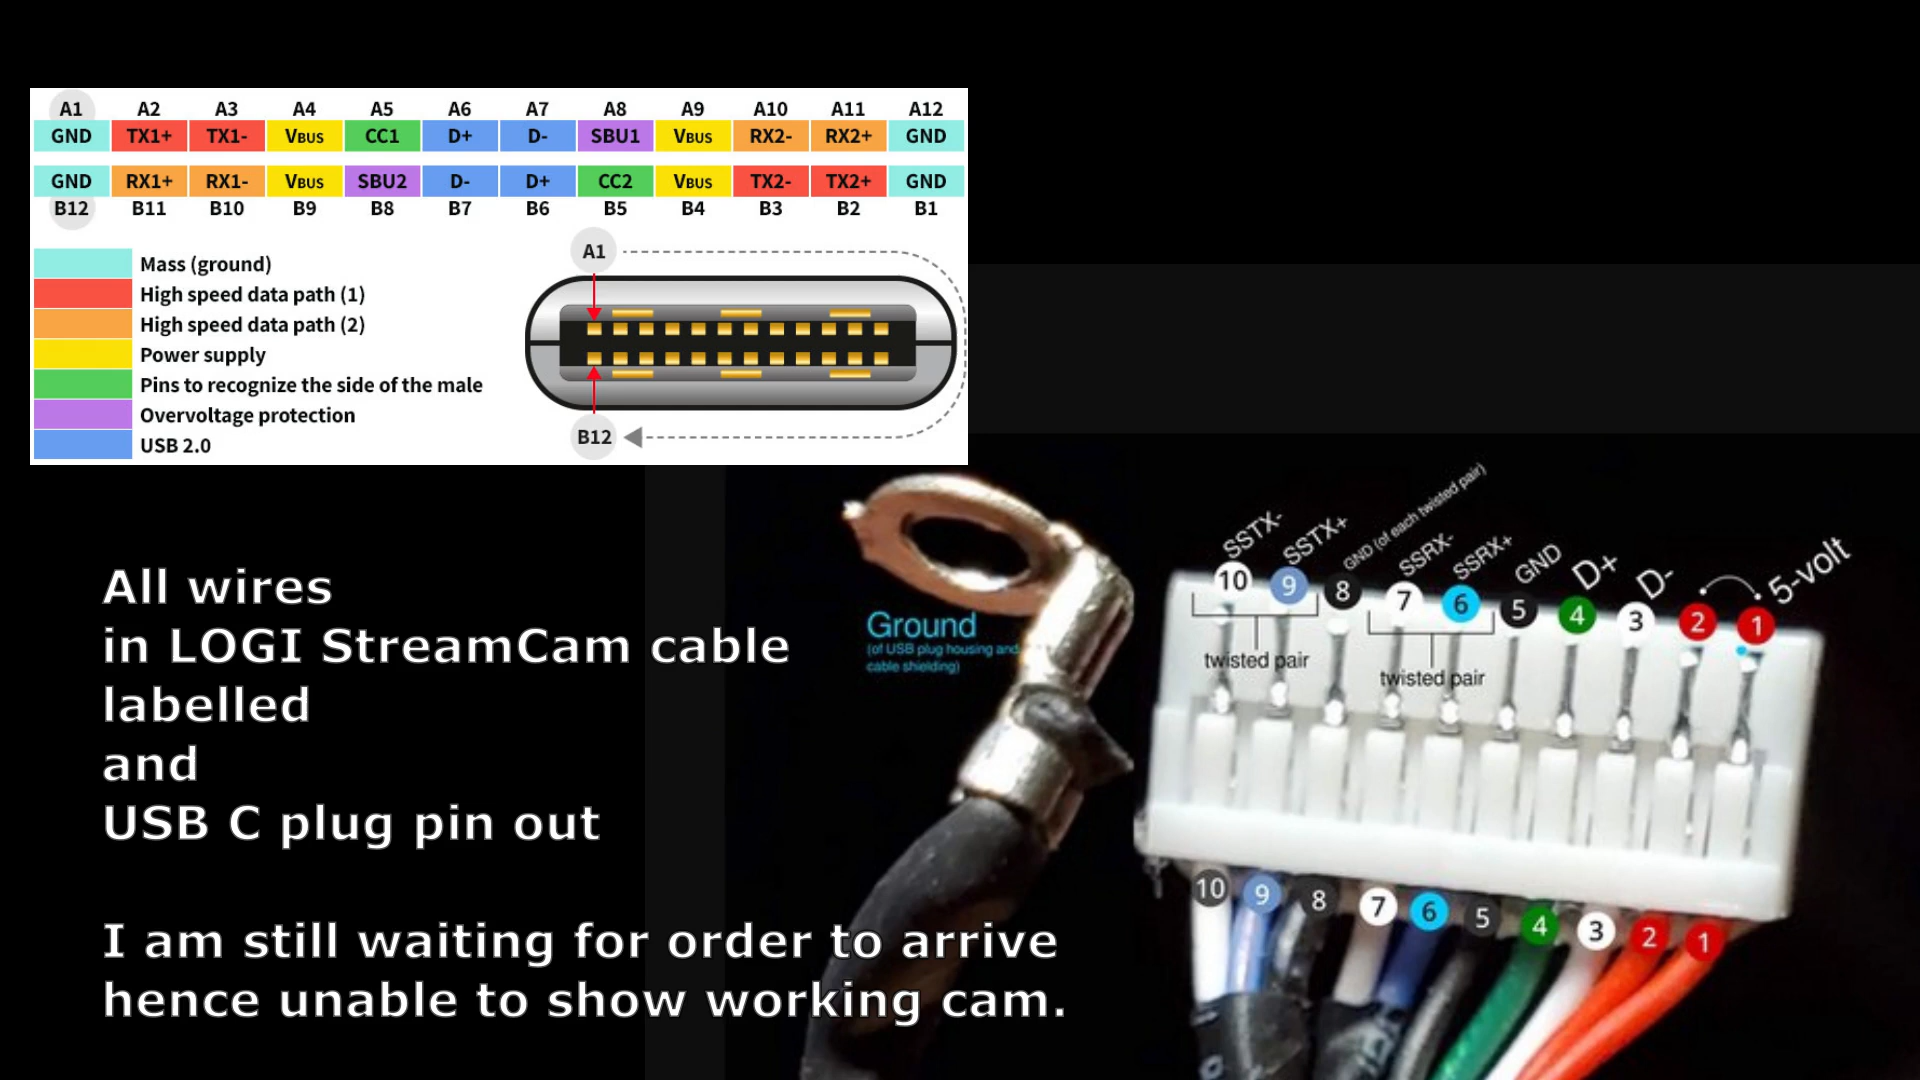 A1 A2 A3 A4 A5 A6 A7 A8 A9 A10 A11 A12
GND TX1+ TX1- VBUS CC1 D+ D- SBU1 VBUS RX2- RX2+ GND
GND RX1+ RX1- VBUS SBU2 D- D+ CC2 VBUS TX2- TX2+ GND
B12 B11 B10 B9 B8 B7 B6 B5 B4 B3 B2 B1
Mass (ground)
High speed data path (1)
High speed data path (2)
Power supply
Pins to recognize the side of the male
Overvoltage protection
USB 2.0
A1
B12
All wires
in LOGI StreamCam cable
labelled
and
USB C plug pin out
I am still waiting for order to arrive
hence unable to show working cam.
Ground
(of USB plug housing and
cable shielding)
SSTX- SSTX+ GND (of each twisted pair) SSRX- SSRX+ GND D+ D- 5-volt
10 9 8 7 6 5 4 3 2 1
twisted pair
twisted pair
10 9 8 7 6 5 4 3 2 1